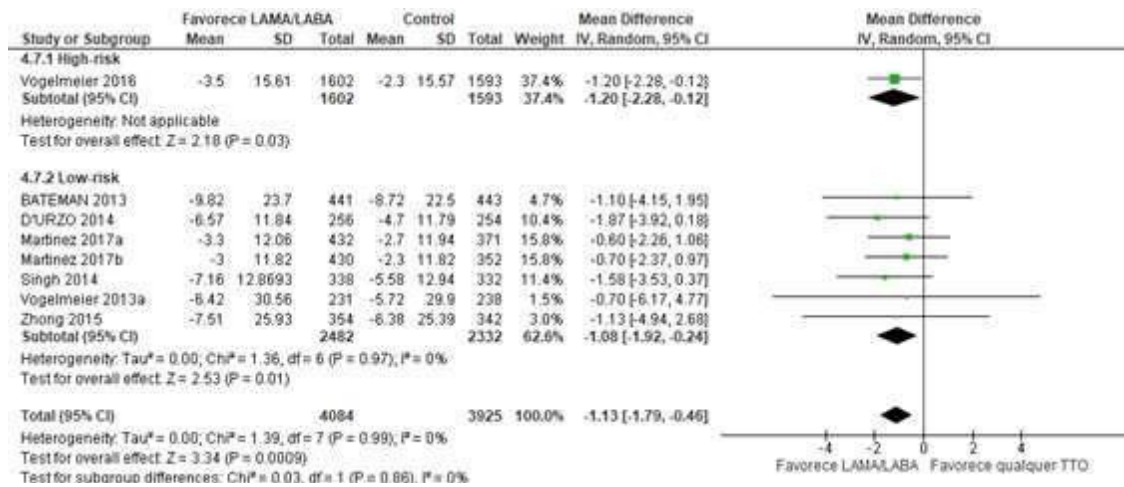 Favorece LAMA/LABA Control Mean Difference Mean Difference
Study or Subgroup Mean SD Total Mean SD Total Weight IV, Random, 95% CI IV, Random, 95% CI
4.7.1 High-risk
Vogelmeier 2016 -3.5 15.61 1602 -2.3 15.57 1593 37.4% -1.20 [-2.28, -0.12]
Subtotal (95% CI) 1602 1593 37.4% -1.20 [-2.28, -0.12]
Heterogeneity: Not applicable
Test for overall effect: Z = 2.18 (P = 0.03)
4.7.2 Low-risk
BATEMAN 2013 -9.82 23.7 441 -8.72 22.5 443 4.7% -1.10 [-4.15, 1.95]
D'URZO 2014 -6.57 11.84 256 -4.7 11.79 254 10.4% -1.87 [-3.92, 0.18]
Martinez 2017a -3.3 12.06 432 -2.7 11.94 371 15.8% -0.60 [-2.26, 1.06]
Martinez 2017b -3 11.82 430 -2.3 11.82 352 15.8% -0.70 [-2.37, 0.97]
Singh 2014 -7.16 12.8693 338 -5.58 12.94 332 11.6% -1.58 [-3.53, 0.37]
Vogelmeier 2013a -6.42 30.56 231 -5.72 29.9 238 1.5% -0.70 [-6.17, 4.77]
Zhong 2015 -7.51 25.93 354 -6.38 25.39 342 3.0% -1.13 [-4.94, 2.68]
Subtotal (95% CI) 2482 2332 62.6% -1.08 [-1.92, -0.24]
Heterogeneity: Tau² = 0.00; Chi² = 1.36, df = 6 (P = 0.97); I² = 0%
Test for overall effect: Z = 2.53 (P = 0.01)
Total (95% CI) 4084 3925 100.0% -1.13 [-1.79, -0.46]
Heterogeneity: Tau² = 0.00; Chi² = 1.39, df = 7 (P = 0.99); I² = 0%
Test for overall effect: Z = 3.34 (P = 0.0009)
Test for subgroup differences: Chi² = 0.03, df = 1 (P = 0.86), I² = 0%
-4 -2 0 2 4
Favorece LAMA/LABA Favorece qualquer TTO